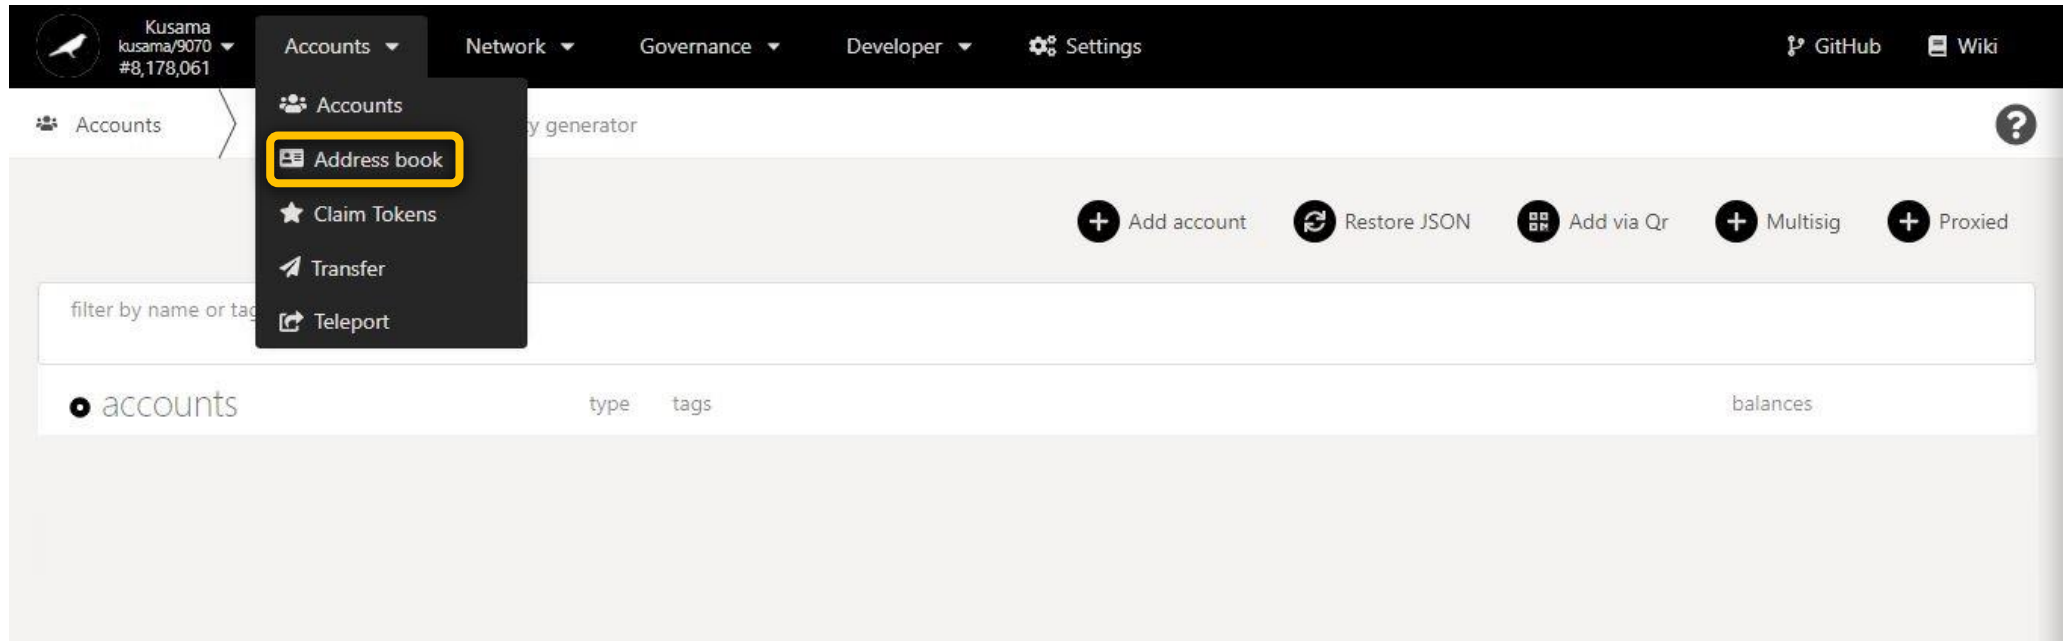 Kusama
kusama/9070
#8,178,061
Accounts
Network
Governance
Developer
Settings
GitHub
Wiki
Accounts
generator
Accounts
Address book
Claim Tokens
Transfer
Teleport
Add account
Restore JSON
Add via Qr
Multisig
Proxied
filter by name or
accounts
type
tags
balances